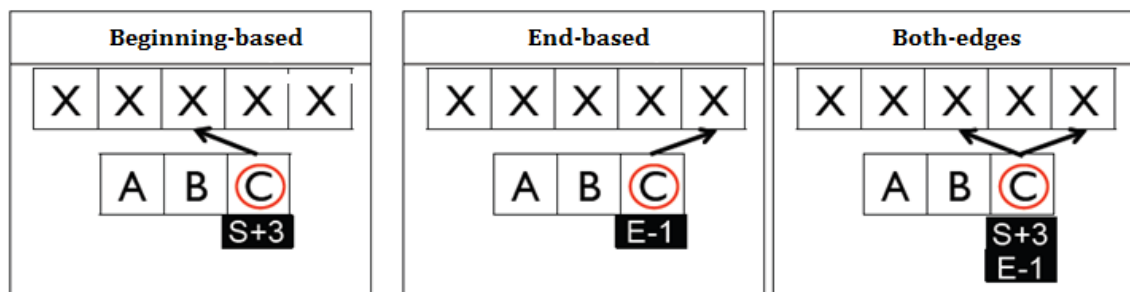 Beginning-based
X X X X X
A B C
S+3
End-based
X X X X X
A B C
E-1
Both-edges
X X X X X
A B C
S+3
E-1